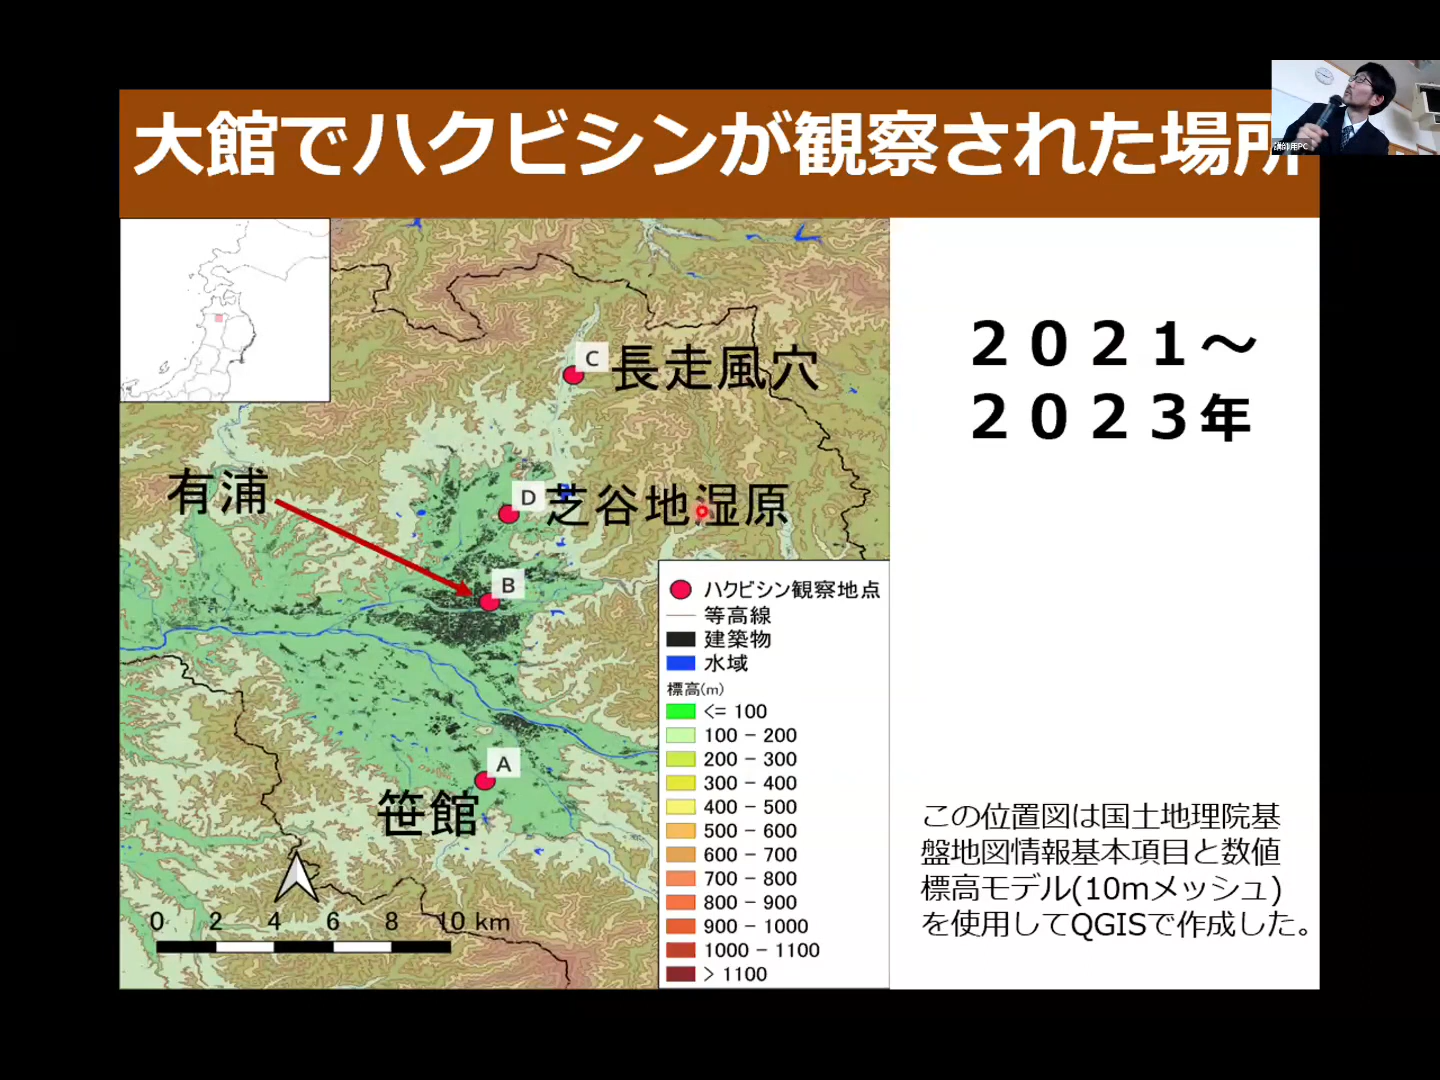 大館でハクビシンが観察された場所
講師用PC
C 長走風穴
有浦
D 芝谷地湿原
B
A
笹館
0 2 4 6 8 10 km
ハクビシン観察地点
等高線
建築物
水域
標高(m)
<= 100
100 - 200
200 - 300
300 - 400
400 - 500
500 - 600
600 - 700
700 - 800
800 - 900
900 - 1000
1000 - 1100
> 1100
２０２１～
２０２３年
この位置図は国土地理院基
盤地図情報基本項目と数値
標高モデル(10mメッシュ)
を使用してQGISで作成した。